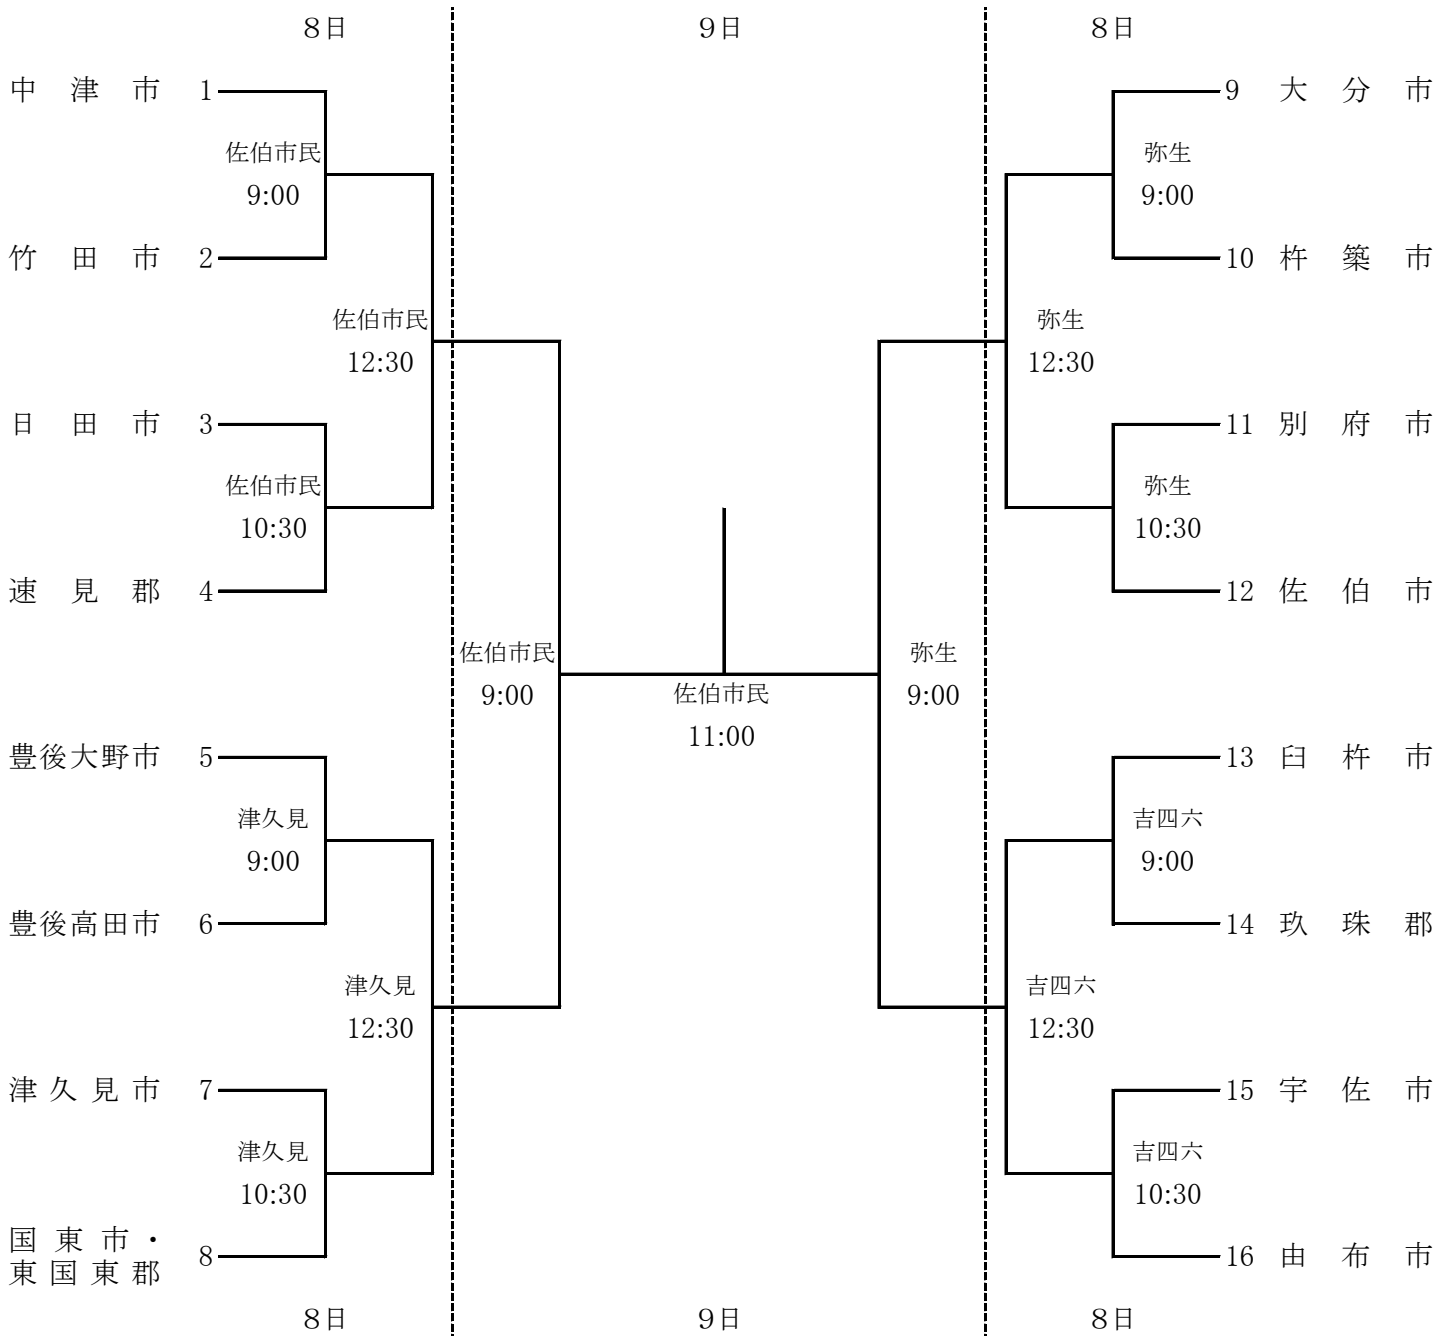 8日 9日 8日
中津市 1
9 大分市
佐伯市民
9:00
弥生
9:00
竹田市 2
10 杵築市
佐伯市民
12:30
弥生
12:30
日田市 3
11 別府市
佐伯市民
10:30
弥生
10:30
速見郡 4
12 佐伯市
佐伯市民
9:00
佐伯市民
11:00
弥生
9:00
豊後大野市 5
13 臼杵市
津久見
9:00
吉四六
9:00
豊後高田市 6
14 玖珠郡
津久見
12:30
吉四六
12:30
津久見市 7
15 宇佐市
津久見
10:30
吉四六
10:30
国東市・
東国東郡 8
16 由布市
8日 9日 8日